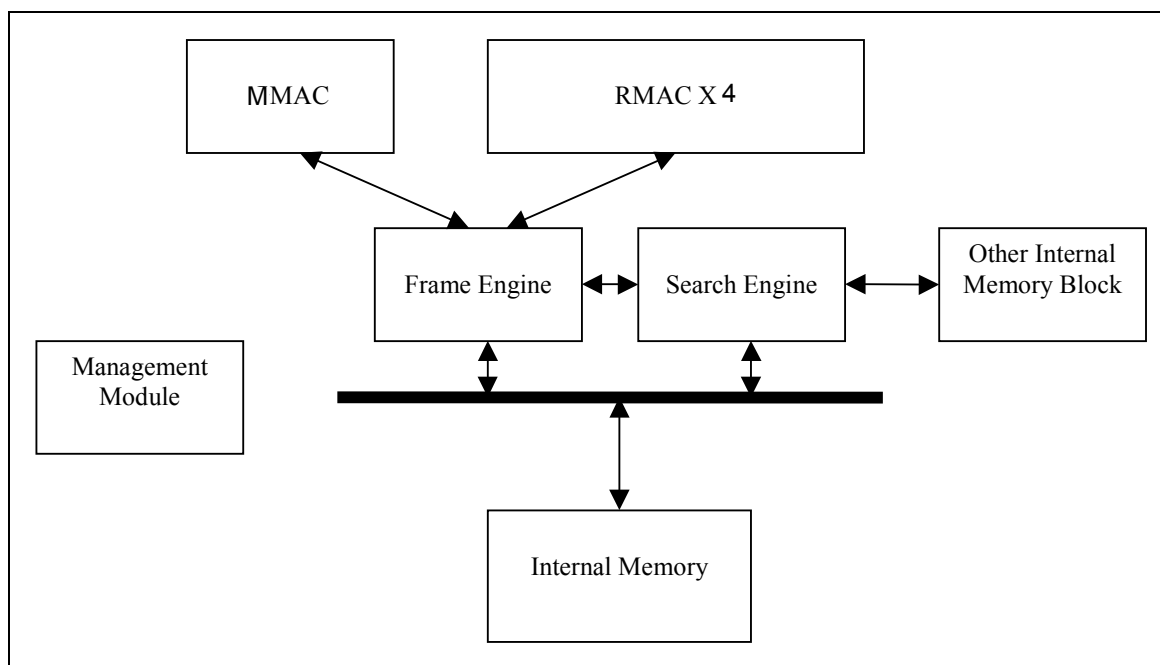 MMAC
RMAC X 4
Frame Engine
Search Engine
Other Internal
Memory Block
Management
Module
Internal Memory